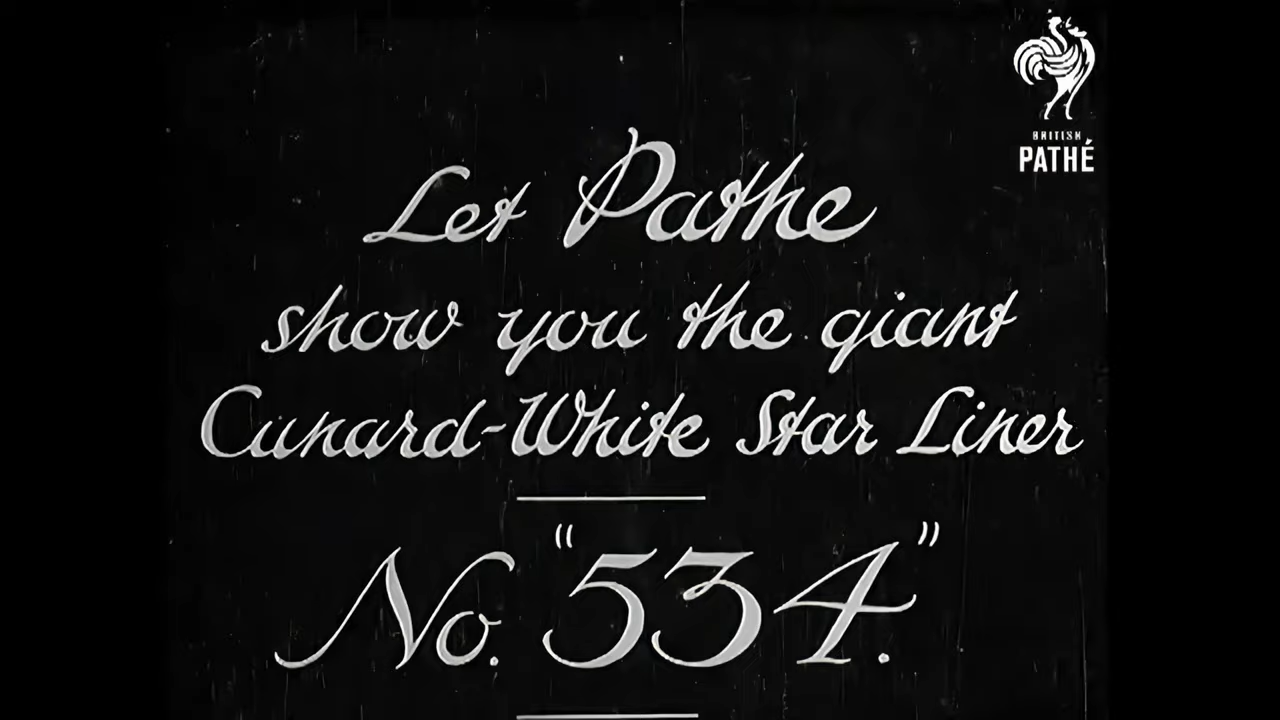 BRITISH
PATHÉ
Let Pathe
show you the giant
Cunard-White Star Liner
No. "534."